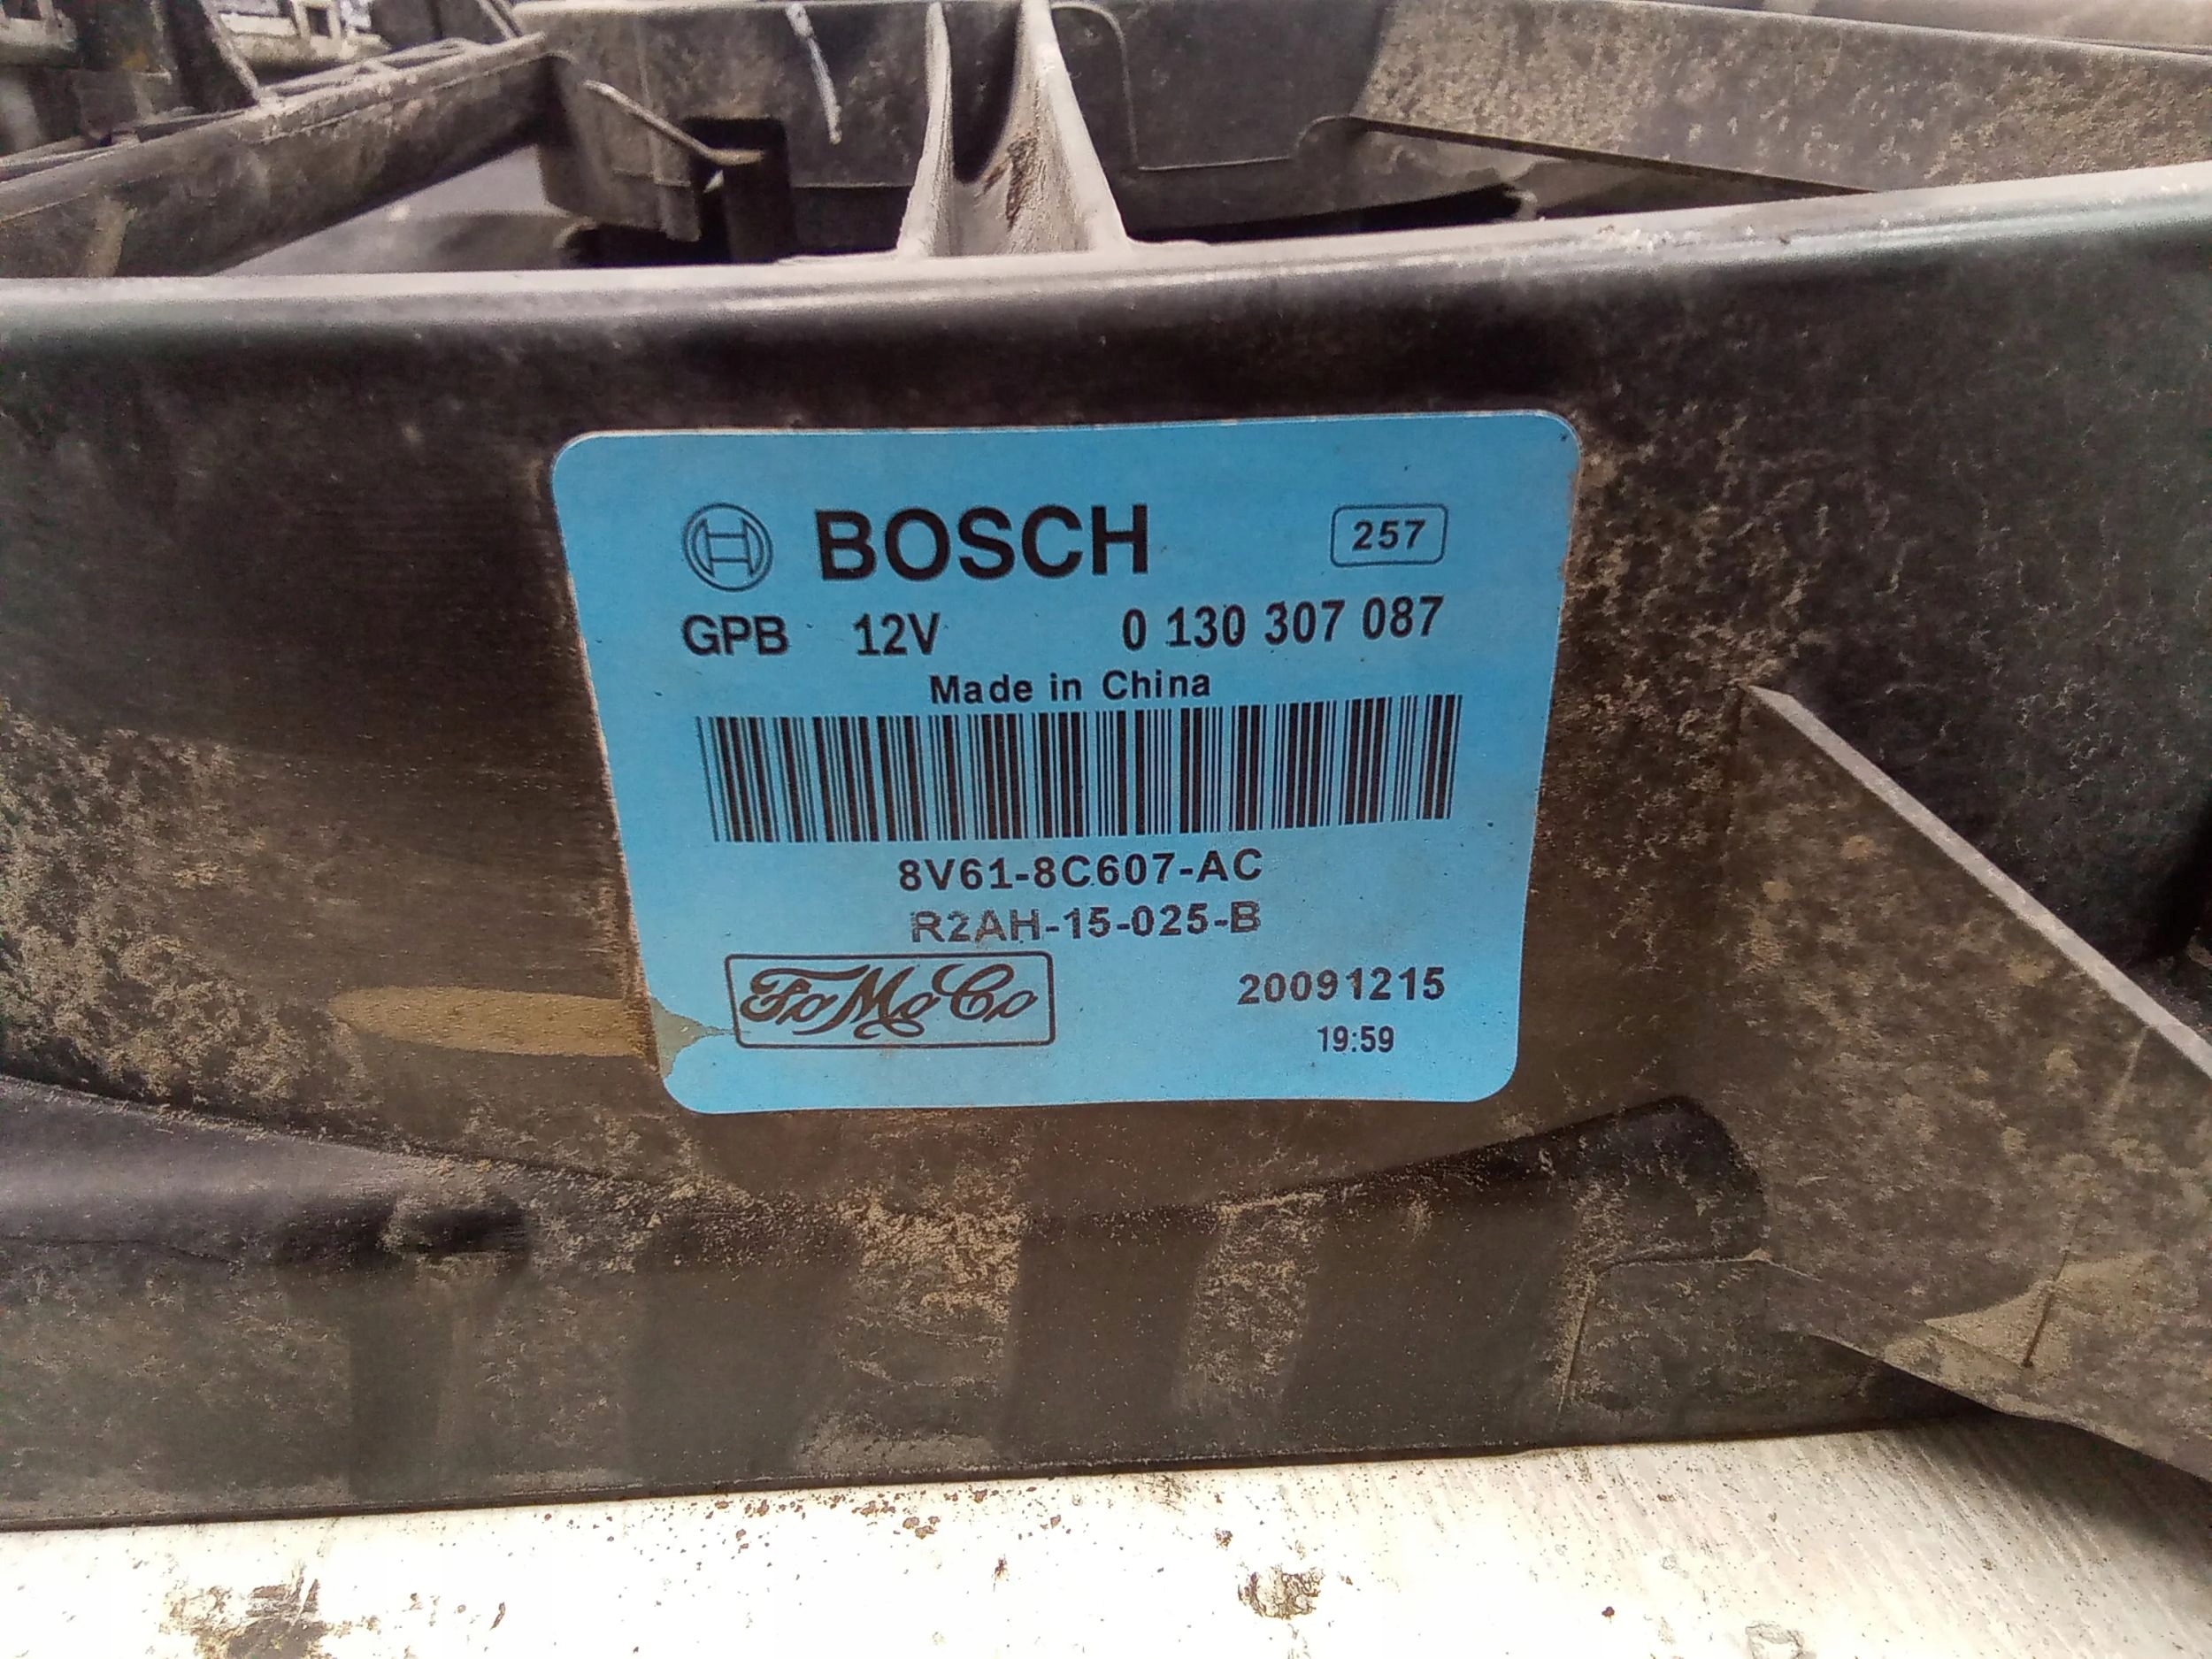 BOSCH 257
GPB 12V 0 130 307 087
Made in China
8V61-8C607-AC
R2AH-15-025-B
FoMoCo 20091215
19:59